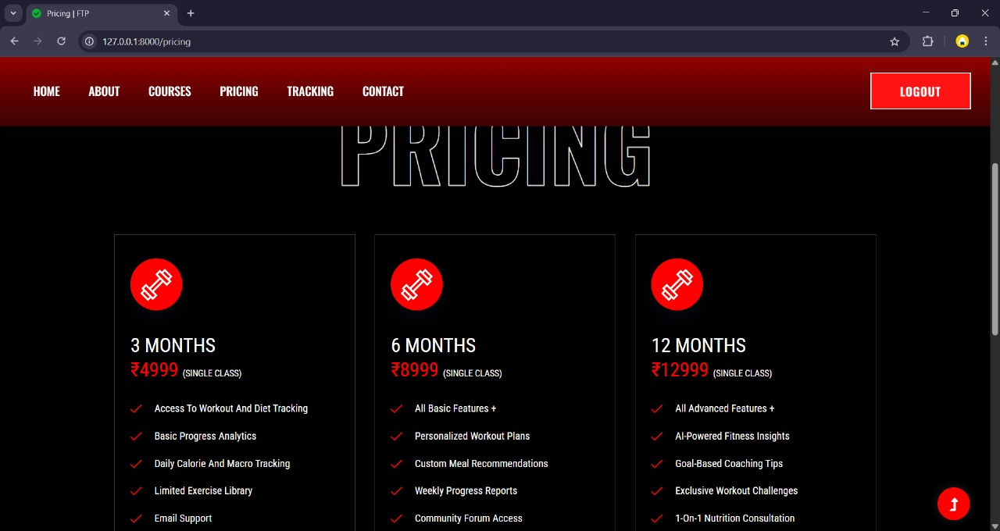 Pricing | FTP
127.0.0.1:8000/pricing
HOME ABOUT COURSES PRICING TRACKING CONTACT LOGOUT
PRICING
3 MONTHS
₹4999 (SINGLE CLASS)
Access To Workout And Diet Tracking
Basic Progress Analytics
Daily Calorie And Macro Tracking
Limited Exercise Library
Email Support
6 MONTHS
₹8999 (SINGLE CLASS)
All Basic Features +
Personalized Workout Plans
Custom Meal Recommendations
Weekly Progress Reports
Community Forum Access
12 MONTHS
₹12999 (SINGLE CLASS)
All Advanced Features +
AI-Powered Fitness Insights
Goal-Based Coaching Tips
Exclusive Workout Challenges
1-On-1 Nutrition Consultation